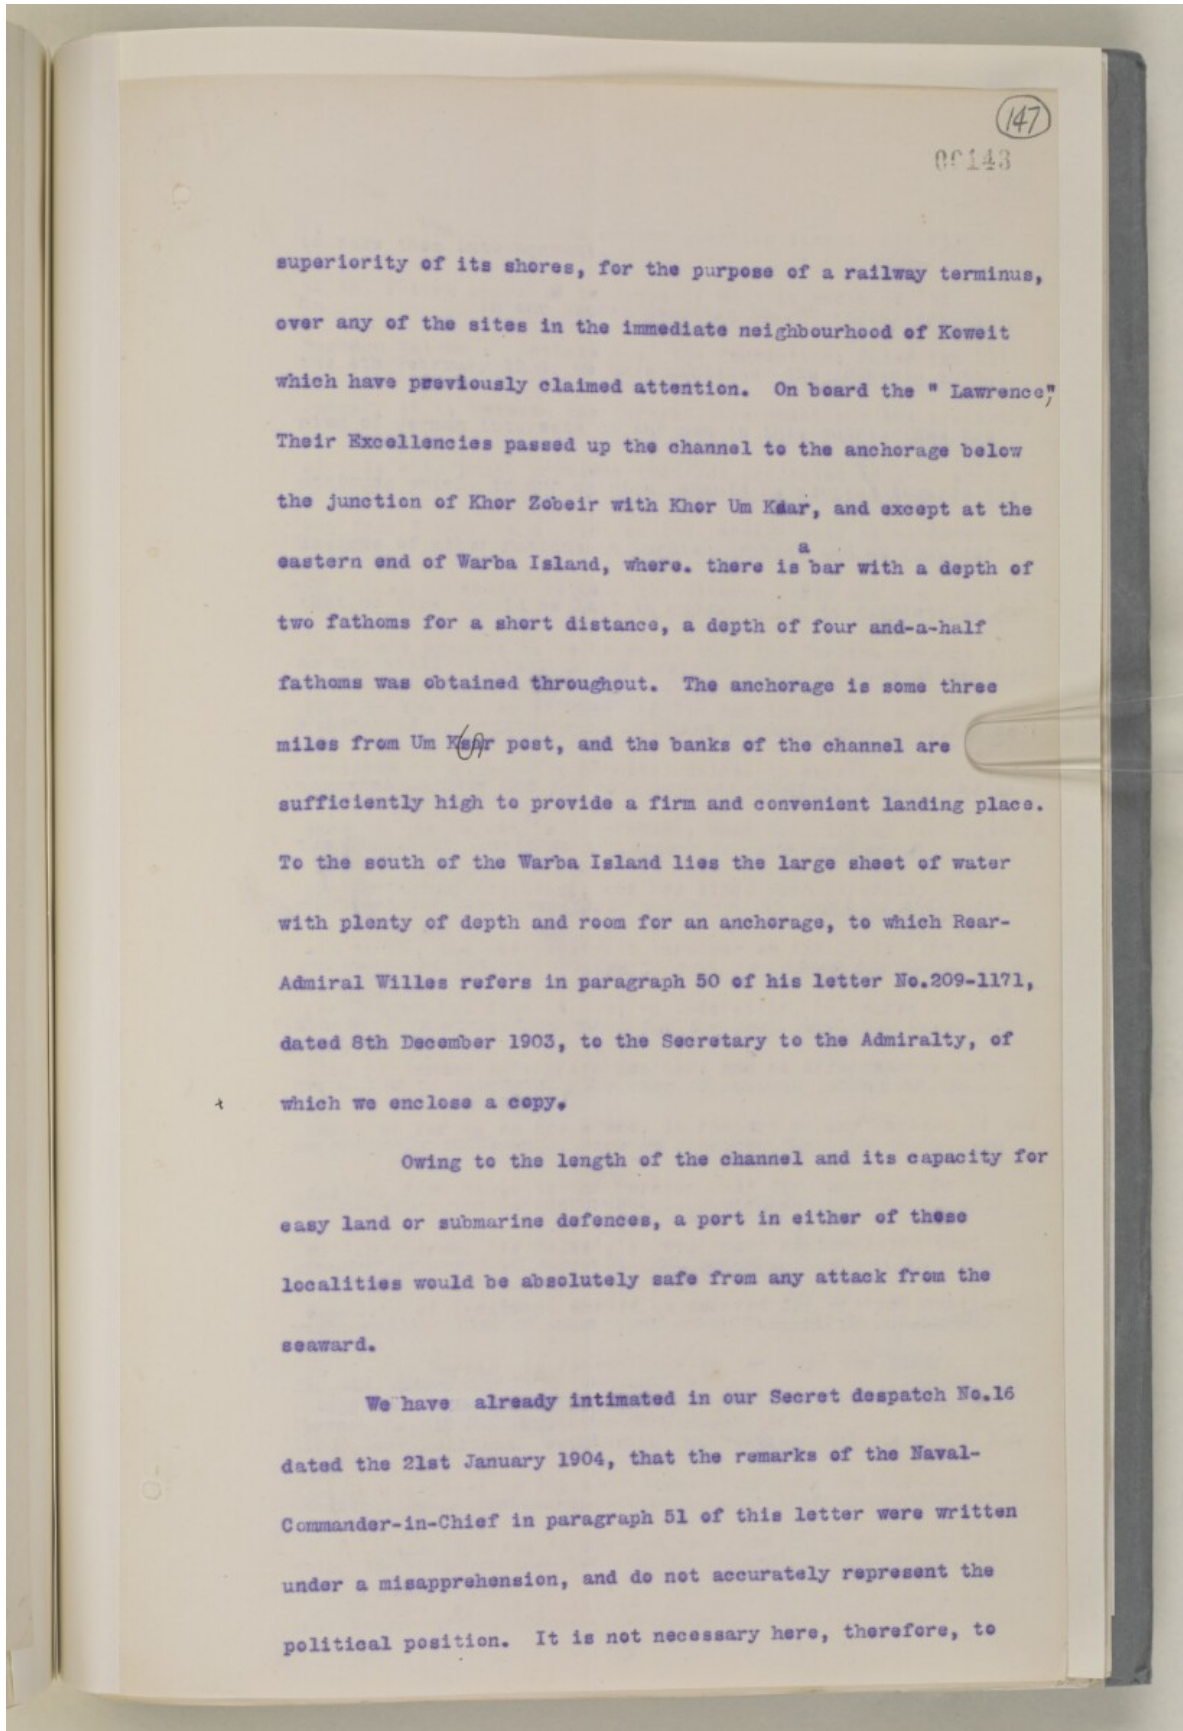 147
00143
superiority of its shores, for the purpose of a railway terminus,
over any of the sites in the immediate neighbourhood of Koweit
which have previously claimed attention. On board the " Lawrence",
Their Excellencies passed up the channel to the anchorage below
the junction of Khor Zobeir with Khor Um Ksar, and except at the
eastern end of Warba Island, where. there is a bar with a depth of
two fathoms for a short distance, a depth of four and-a-half
fathoms was obtained throughout. The anchorage is some three
miles from Um Ksar post, and the banks of the channel are
sufficiently high to provide a firm and convenient landing place.
To the south of the Warba Island lies the large sheet of water
with plenty of depth and room for an anchorage, to which Rear-
Admiral Willes refers in paragraph 50 of his letter No.209-1171,
dated 8th December 1903, to the Secretary to the Admiralty, of
+ which we enclose a copy.
Owing to the length of the channel and its capacity for
easy land or submarine defences, a port in either of these
localities would be absolutely safe from any attack from the
seaward.
We have already intimated in our Secret despatch No.16
dated the 21st January 1904, that the remarks of the Naval-
Commander-in-Chief in paragraph 51 of this letter were written
under a misapprehension, and do not accurately represent the
political position. It is not necessary here, therefore, to